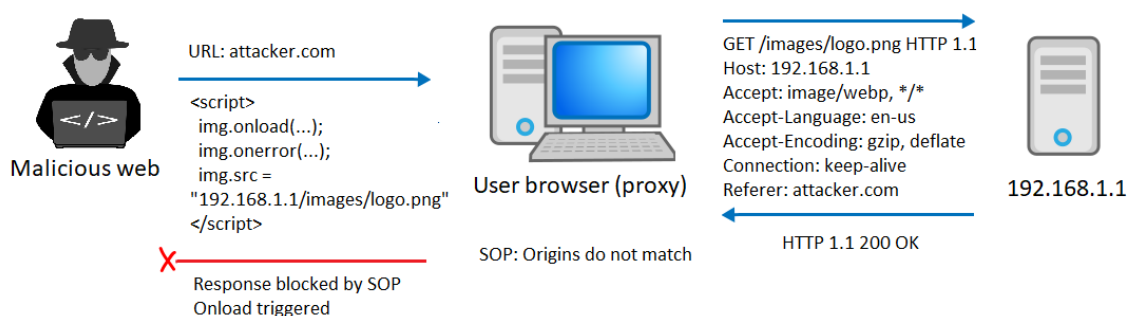 </>
Malicious web
URL: attacker.com
<script>
img.onload(...);
img.onerror(...);
img.src =
"192.168.1.1/images/logo.png"
</script>
Response blocked by SOP
Onload triggered
User browser (proxy)
SOP: Origins do not match
GET /images/logo.png HTTP 1.1
Host: 192.168.1.1
Accept: image/webp, */*
Accept-Language: en-us
Accept-Encoding: gzip, deflate
Connection: keep-alive
Referer: attacker.com
HTTP 1.1 200 OK
192.168.1.1